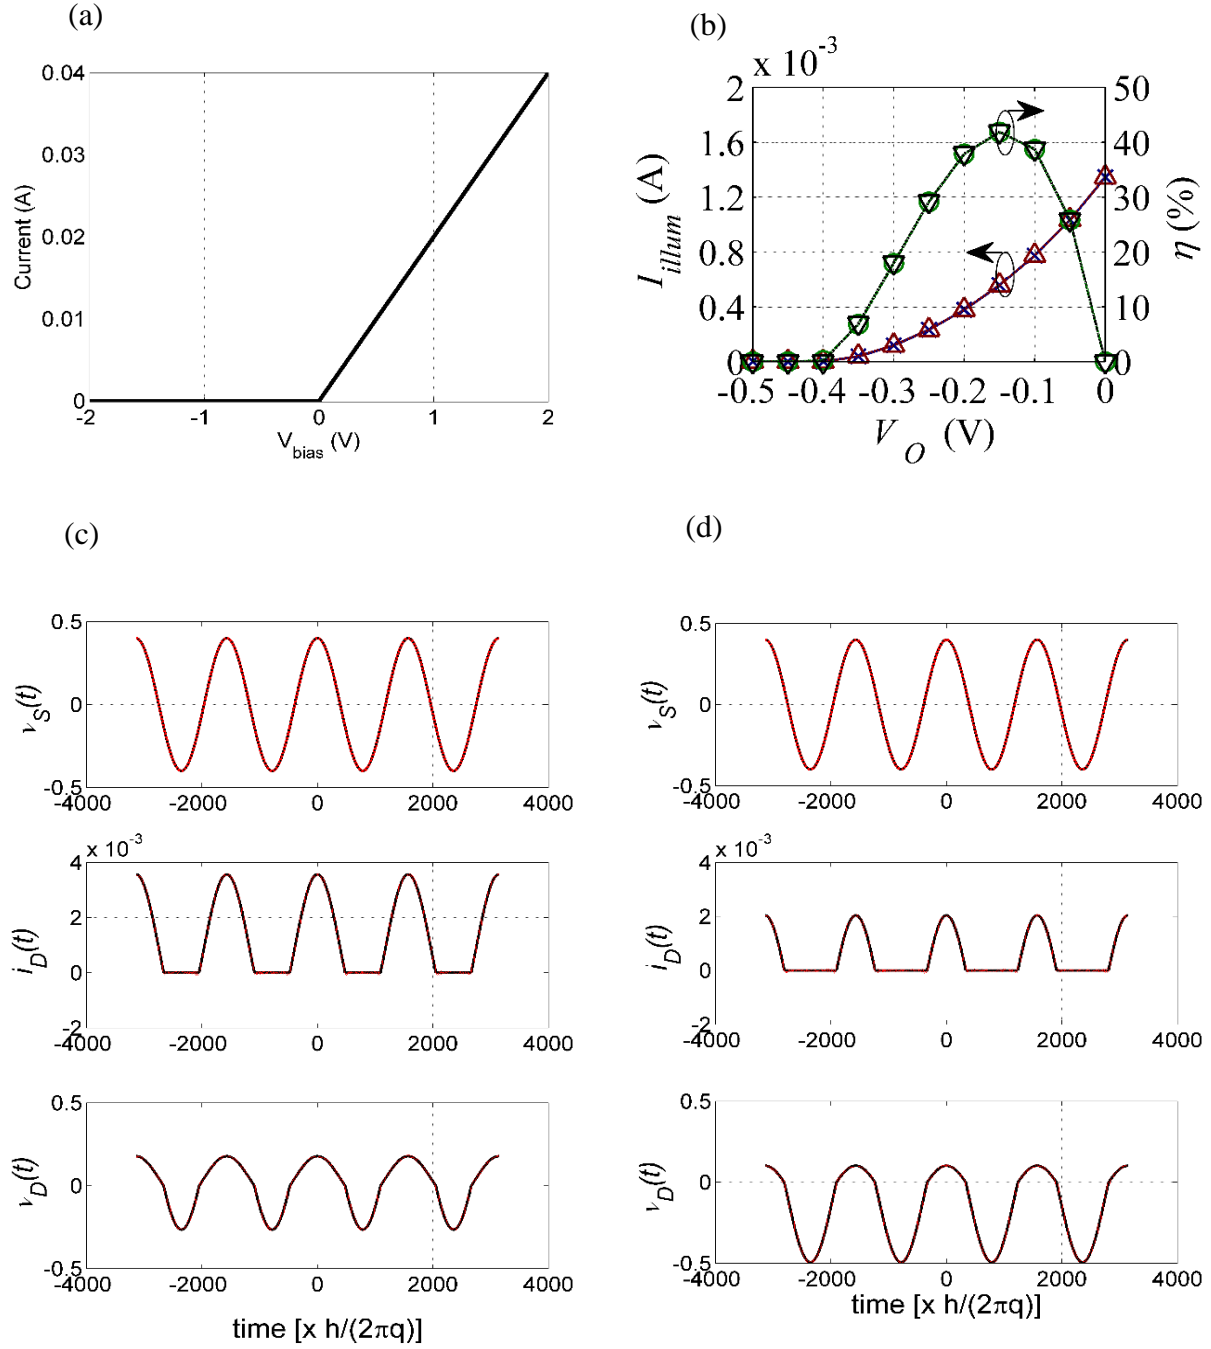 (a)
0.04
0.03
0.02
0.01
0
Current (A)
-2 -1 0 1 2
V_bias (V)
(b)
x 10^-3
2
1.6
1.2
0.8
0.4
0
I_illum (A)
50
40
30
20
10
0
η (%)
-0.5 -0.4 -0.3 -0.2 -0.1 0
V_O (V)
(c)
0.5
0
-0.5
v_S(t)
-4000 -2000 0 2000 4000
x 10^-3
4
2
0
-2
i_D(t)
-4000 -2000 0 2000 4000
0.5
0
-0.5
v_D(t)
-4000 -2000 0 2000 4000
time [x h/(2πq)]
(d)
0.5
0
-0.5
v_S(t)
-4000 -2000 0 2000 4000
x 10^-3
4
2
0
-2
i_D(t)
-4000 -2000 0 2000 4000
0.5
0
-0.5
v_D(t)
-4000 -2000 0 2000 4000
time [x h/(2πq)]